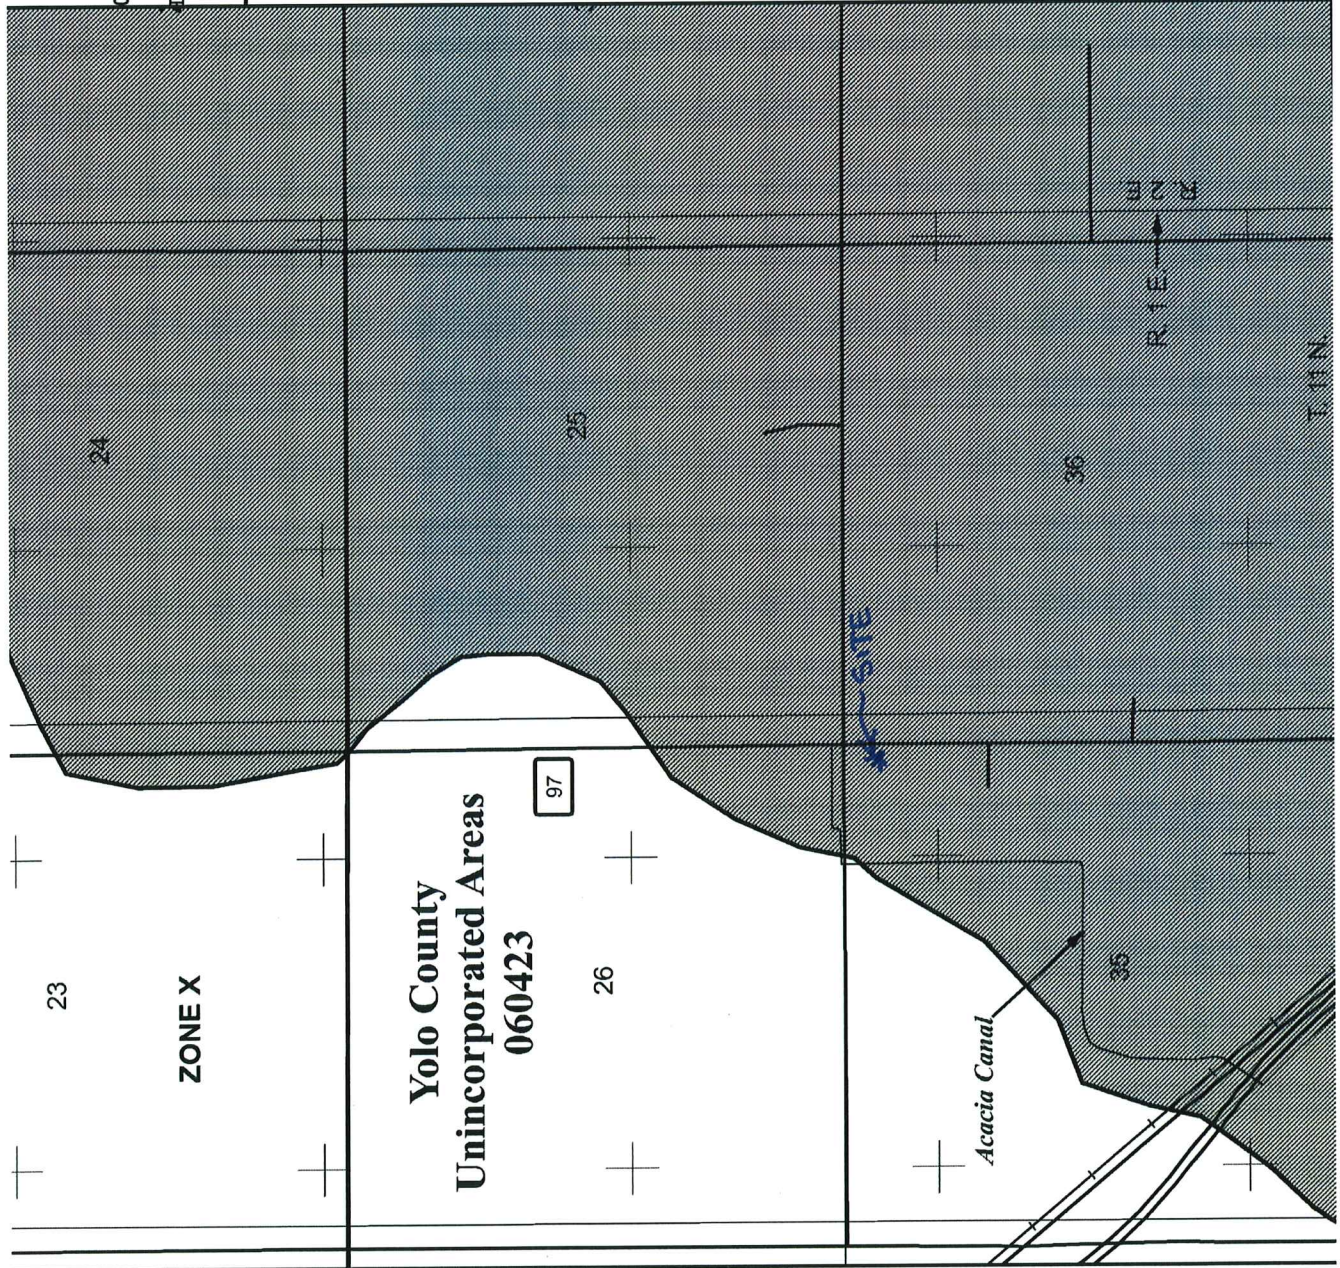 24
25
36
R. 2 E.
R. 1 E.
T. 11 N.
SITE
97
23
ZONE X
Yolo County
Unincorporated Areas
060423
26
35
Acacia Canal